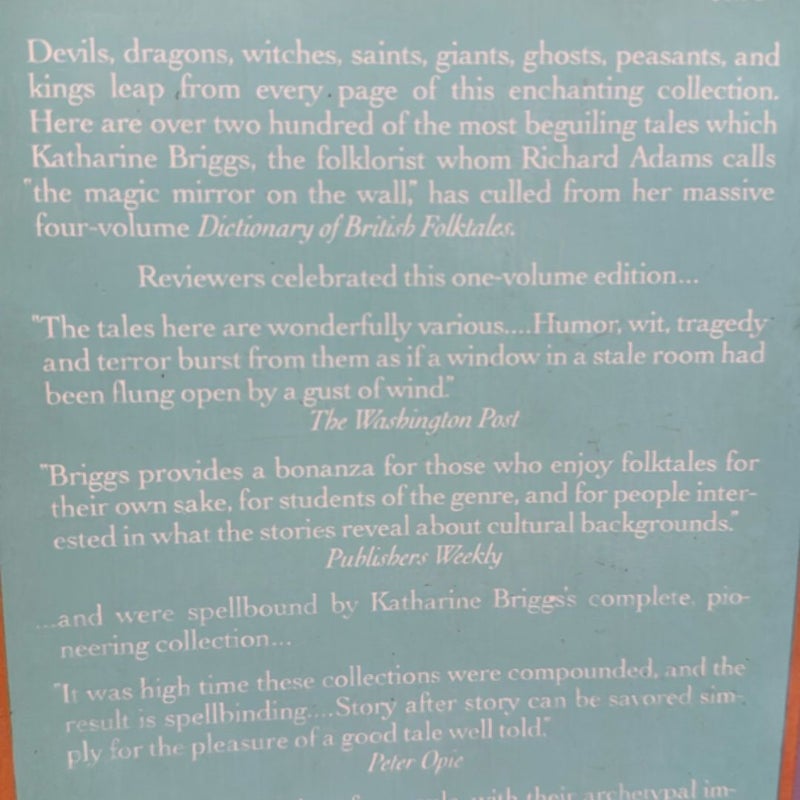 Devils, dragons, witches, saints, giants, ghosts, peasants, and
kings leap from every page of this enchanting collection.
Here are over two hundred of the most beguiling tales which
Katharine Briggs, the folklorist whom Richard Adams calls
"the magic mirror on the wall," has culled from her massive
four-volume Dictionary of British Folktales.
Reviewers celebrated this one-volume edition...
"The tales here are wonderfully various....Humor, wit, tragedy
and terror burst from them as if a window in a stale room had
been flung open by a gust of wind."
The Washington Post
"Briggs provides a bonanza for those who enjoy folktales for
their own sake, for students of the genre, and for people inter-
ested in what the stories reveal about cultural backgrounds."
Publishers Weekly
...and were spellbound by Katharine Briggs's complete, pio-
neering collection...
"It was high time these collections were compounded, and the
result is spellbinding....Story after story can be savored sim-
ply for the pleasure of a good tale well told."
Peter Opie
with their archetypal im-